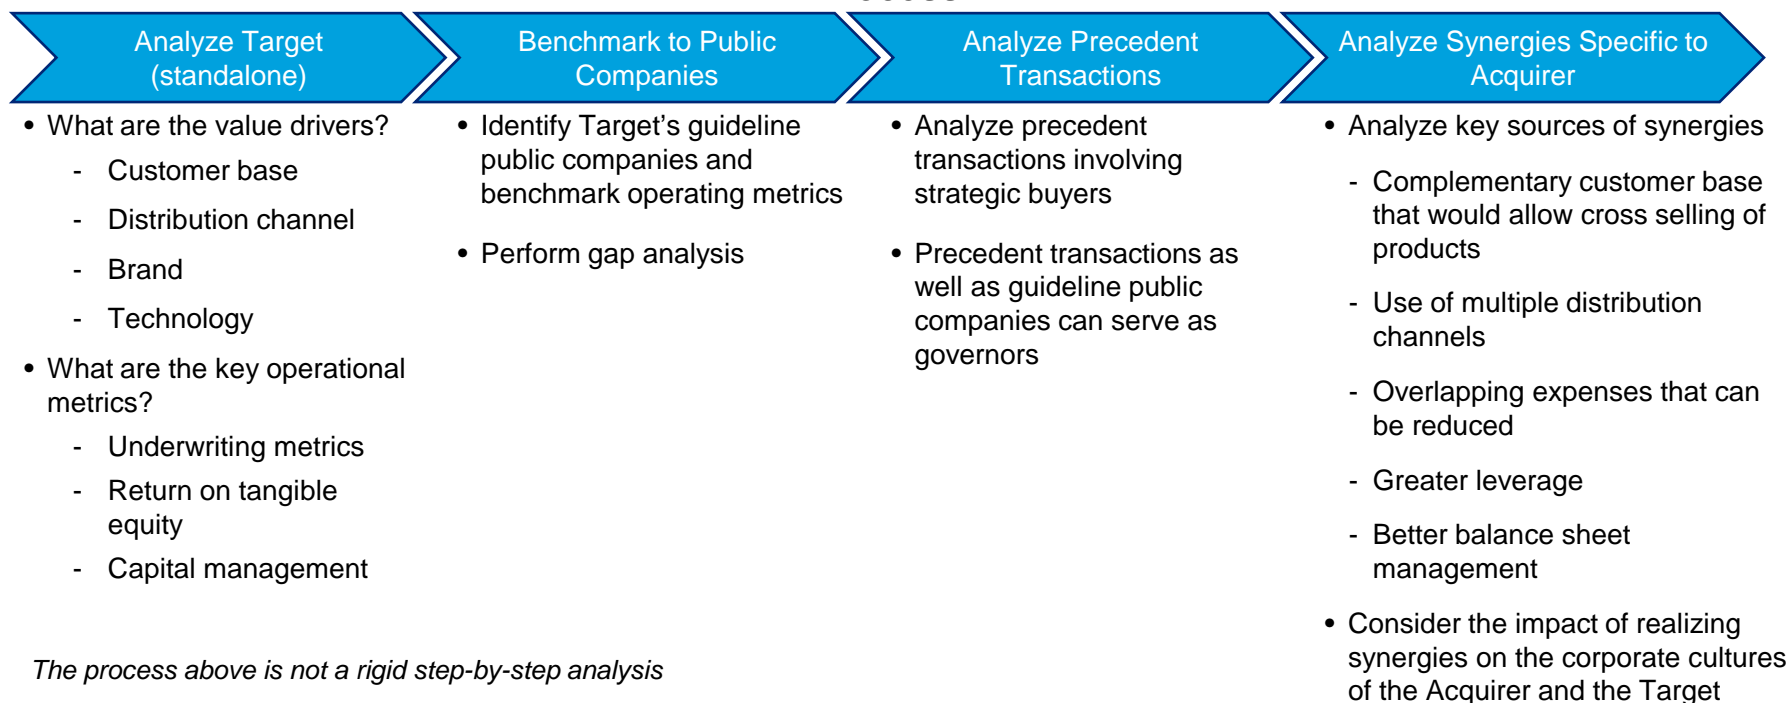 Analyze Target
(standalone)
Benchmark to Public
Companies
Analyze Precedent
Transactions
Analyze Synergies Specific to
Acquirer
• What are the value drivers?
- Customer base
- Distribution channel
- Brand
- Technology
• What are the key operational
metrics?
- Underwriting metrics
- Return on tangible
equity
- Capital management
• Identify Target’s guideline
public companies and
benchmark operating metrics
• Perform gap analysis
• Analyze precedent
transactions involving
strategic buyers
• Precedent transactions as
well as guideline public
companies can serve as
governors
• Analyze key sources of synergies
- Complementary customer base
that would allow cross selling of
products
- Use of multiple distribution
channels
- Overlapping expenses that can
be reduced
- Greater leverage
- Better balance sheet
management
• Consider the impact of realizing
synergies on the corporate cultures
of the Acquirer and the Target
The process above is not a rigid step-by-step analysis